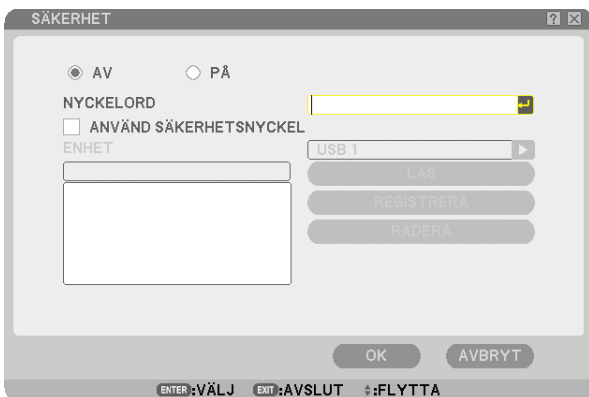 SÄKERHET
AV PÅ
NYCKELORD
ANVÄND SÄKERHETSNYCKEL
ENHET USB 1
LÄS
REGISTRERA
RADERA
OK AVBRYT
ENTER:VÄLJ EXIT:AVSLUT :FLYTTA